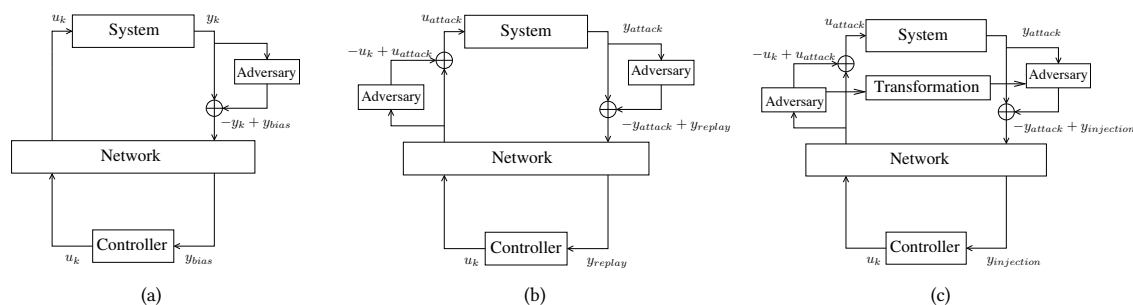 u_k
y_k
System
Adversary
-y_k + y_bias
Network
Controller
u_k
y_bias
(a)
u_attack
y_attack
System
-u_k + u_attack
Adversary
Adversary
-y_attack + y_replay
Network
Controller
u_k
y_replay
(b)
u_attack
y_attack
System
-u_k + u_attack
Adversary
Transformation
Adversary
-y_attack + y_injection
Network
Controller
u_k
y_injection
(c)